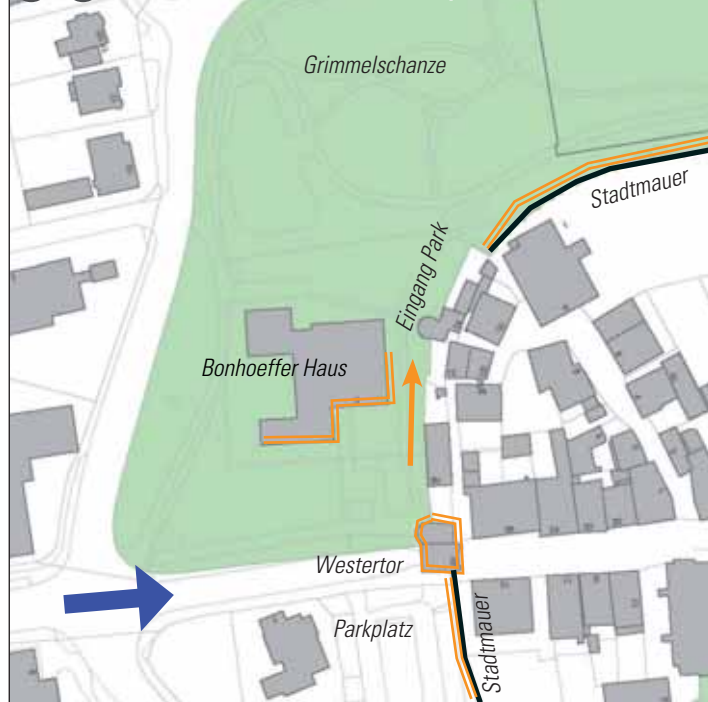 Grimmelschanze
Stadtmauer
Eingang Park
Bonhoeffer Haus
Westertor
Parkplatz
Stadtmauer